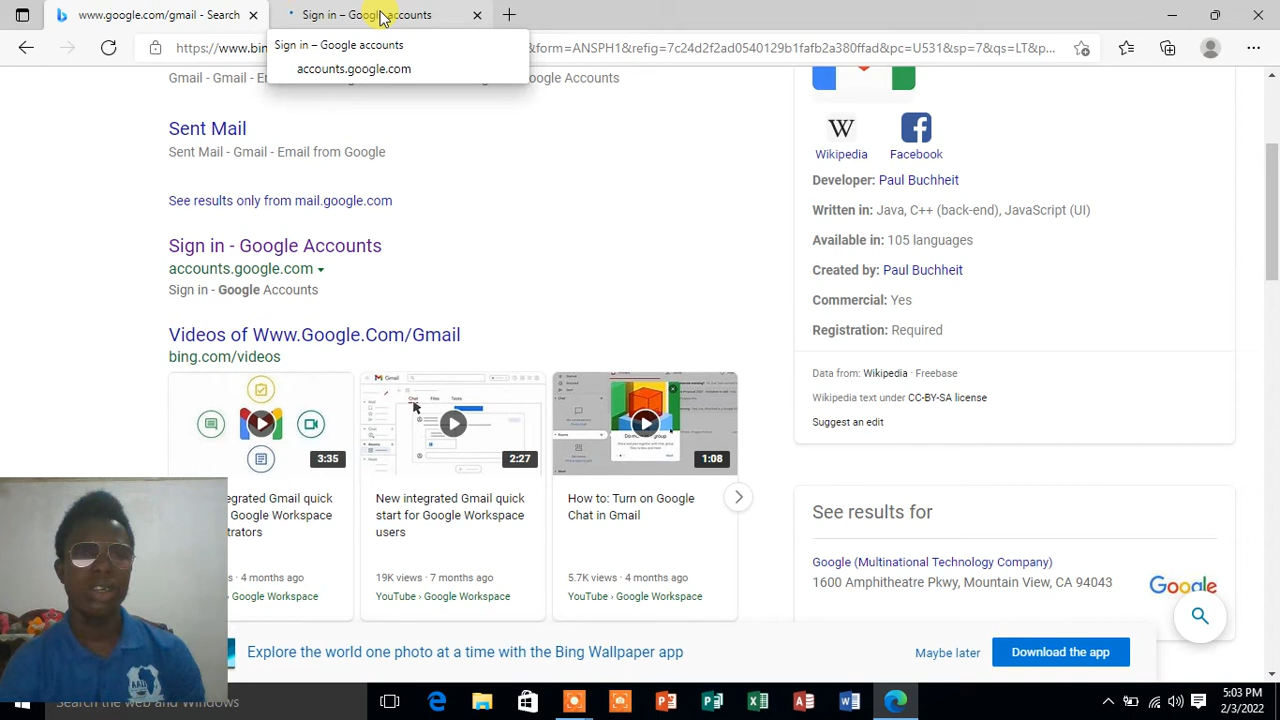 www.google.com/gmail - Search
Sign in – Google accounts
https://www.bin
&form=ANSPH1&refig=7c24d2f2ad0540129b1fab2a380ffad&pc=U531&sp=7&qs=LT&p...
Sign in – Google accounts
accounts.google.com
Gmail - Gmail - E
Google Accounts
Sent Mail
Sent Mail - Gmail - Email from Google
See results only from mail.google.com
Sign in - Google Accounts
accounts.google.com
Sign in - Google Accounts
Videos of Www.Google.Com/Gmail
bing.com/videos
3:35
M Gmail
Chat Files Tasks
2:27
1:08
egrated Gmail quick
Google Workspace
trators
4 months ago
oogle Workspace
New integrated Gmail quick
start for Google Workspace
users
19K views · 7 months ago
YouTube › Google Workspace
How to: Turn on Google
Chat in Gmail
5.7K views · 4 months ago
YouTube › Google Workspace
W
Wikipedia
Facebook
Developer: Paul Buchheit
Written in: Java, C++ (back-end), JavaScript (UI)
Available in: 105 languages
Created by: Paul Buchheit
Commercial: Yes
Registration: Required
Data from: Wikipedia · Freebase
Wikipedia text under CC-BY-SA license
Suggest an edit
See results for
Google (Multinational Technology Company)
1600 Amphitheatre Pkwy, Mountain View, CA 94043
Google
Explore the world one photo at a time with the Bing Wallpaper app
Maybe later
Download the app
Search the web and Windows
5:03 PM
2/3/2022